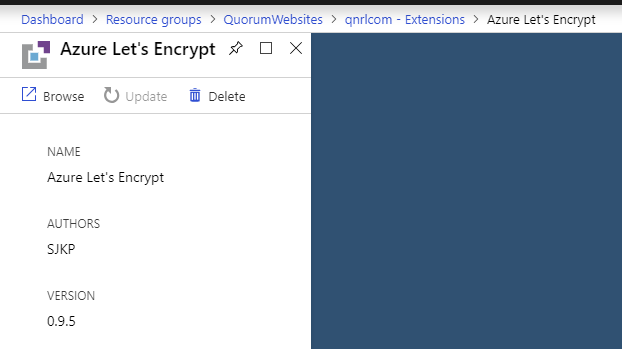 Dashboard > Resource groups > QuorumWebsites > qnrlcom - Extensions > Azure Let's Encrypt
Azure Let's Encrypt
Browse Update Delete
NAME
Azure Let's Encrypt
AUTHORS
SJKP
VERSION
0.9.5